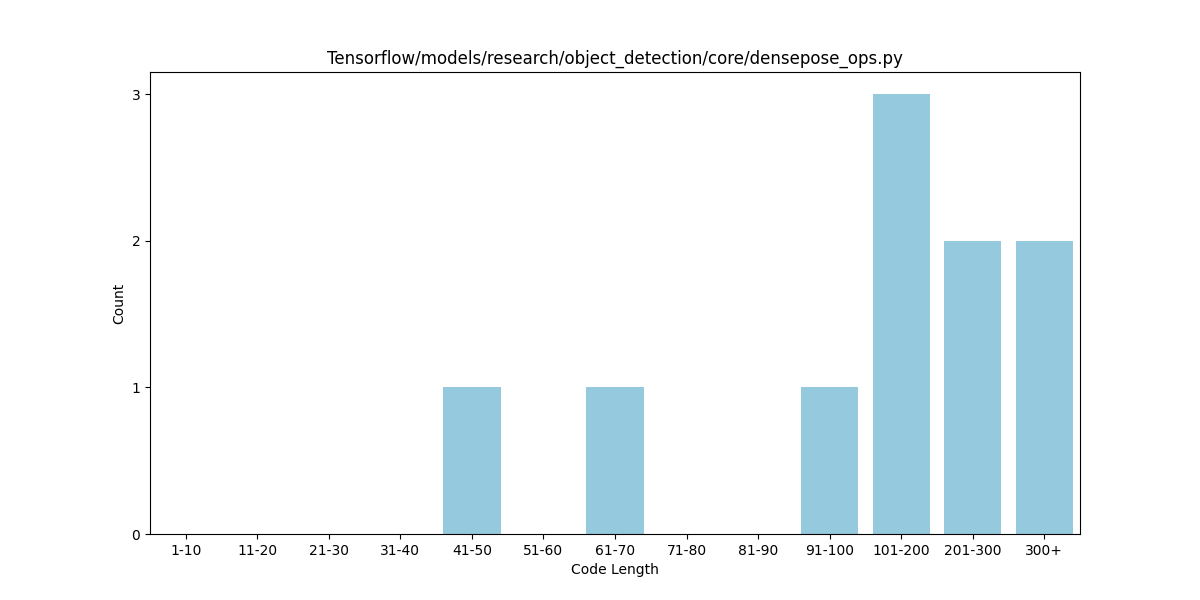 Tensorflow/models/research/object_detection/core/densepose_ops.py
3
2
1
0
Count
1-10 11-20 21-30 31-40 41-50 51-60 61-70 71-80 81-90 91-100 101-200 201-300 300+
Code Length